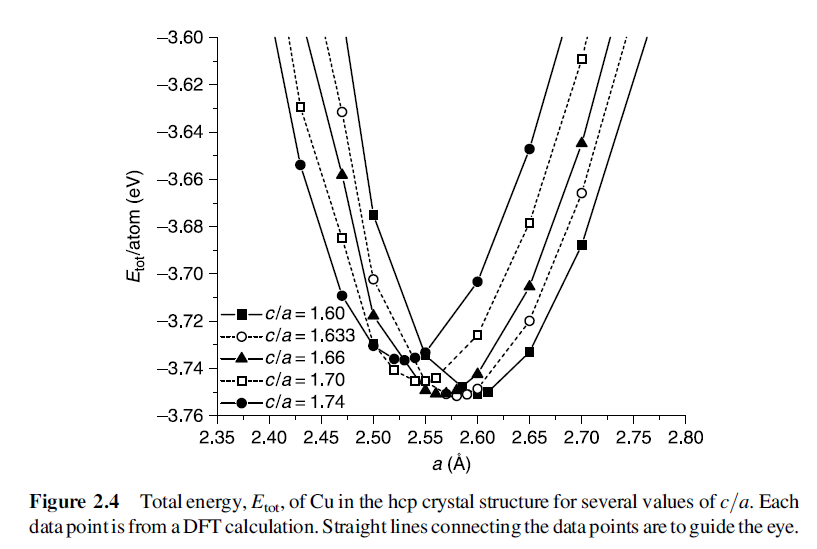 −3.60
−3.62
−3.64
−3.66
−3.68
−3.70
−3.72
−3.74
−3.76
E_tot/atom (eV)
c/a = 1.60
c/a = 1.633
c/a = 1.66
c/a = 1.70
c/a = 1.74
2.35 2.40 2.45 2.50 2.55 2.60 2.65 2.70 2.75 2.80
a (Å)
Figure 2.4 Total energy, E_tot, of Cu in the hcp crystal structure for several values of c/a. Each
data point is from a DFT calculation. Straight lines connecting the data points are to guide the eye.